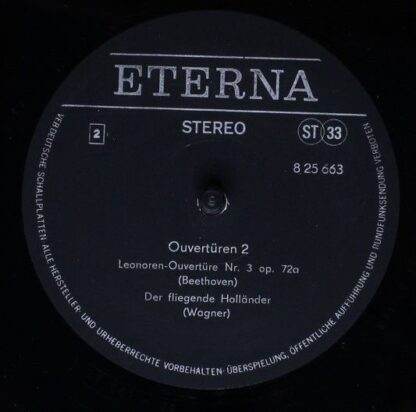 ETERNA
2
STEREO
ST 33
8 25 663
Ouvertüren 2
Leonoren-Ouvertüre Nr. 3 op. 72a
(Beethoven)
Der fliegende Holländer
(Wagner)
VEB DEUTSCHE SCHALLPLATTEN ALLE HERSTELLER- UND URHEBERRECHTE VORBEHALTEN · ÜBERSPIELUNG, ÖFFENTLICHE AUFFÜHRUNG UND RUNDFUNKSENDUNG VERBOTEN